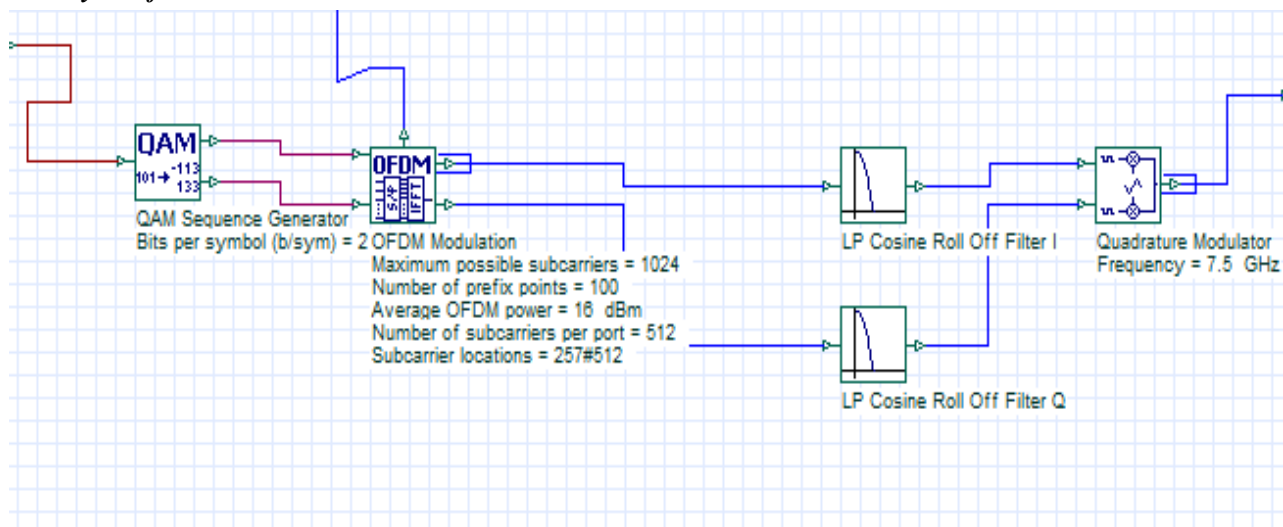 QAM
101 -113
133
QAM Sequence Generator
Bits per symbol (b/sym) = 2
OFDM
S/P IFFT
OFDM Modulation
Maximum possible subcarriers = 1024
Number of prefix points = 100
Average OFDM power = 16 dBm
Number of subcarriers per port = 512
Subcarrier locations = 257#512
LP Cosine Roll Off Filter I
LP Cosine Roll Off Filter Q
Quadrature Modulator
Frequency = 7.5 GHz